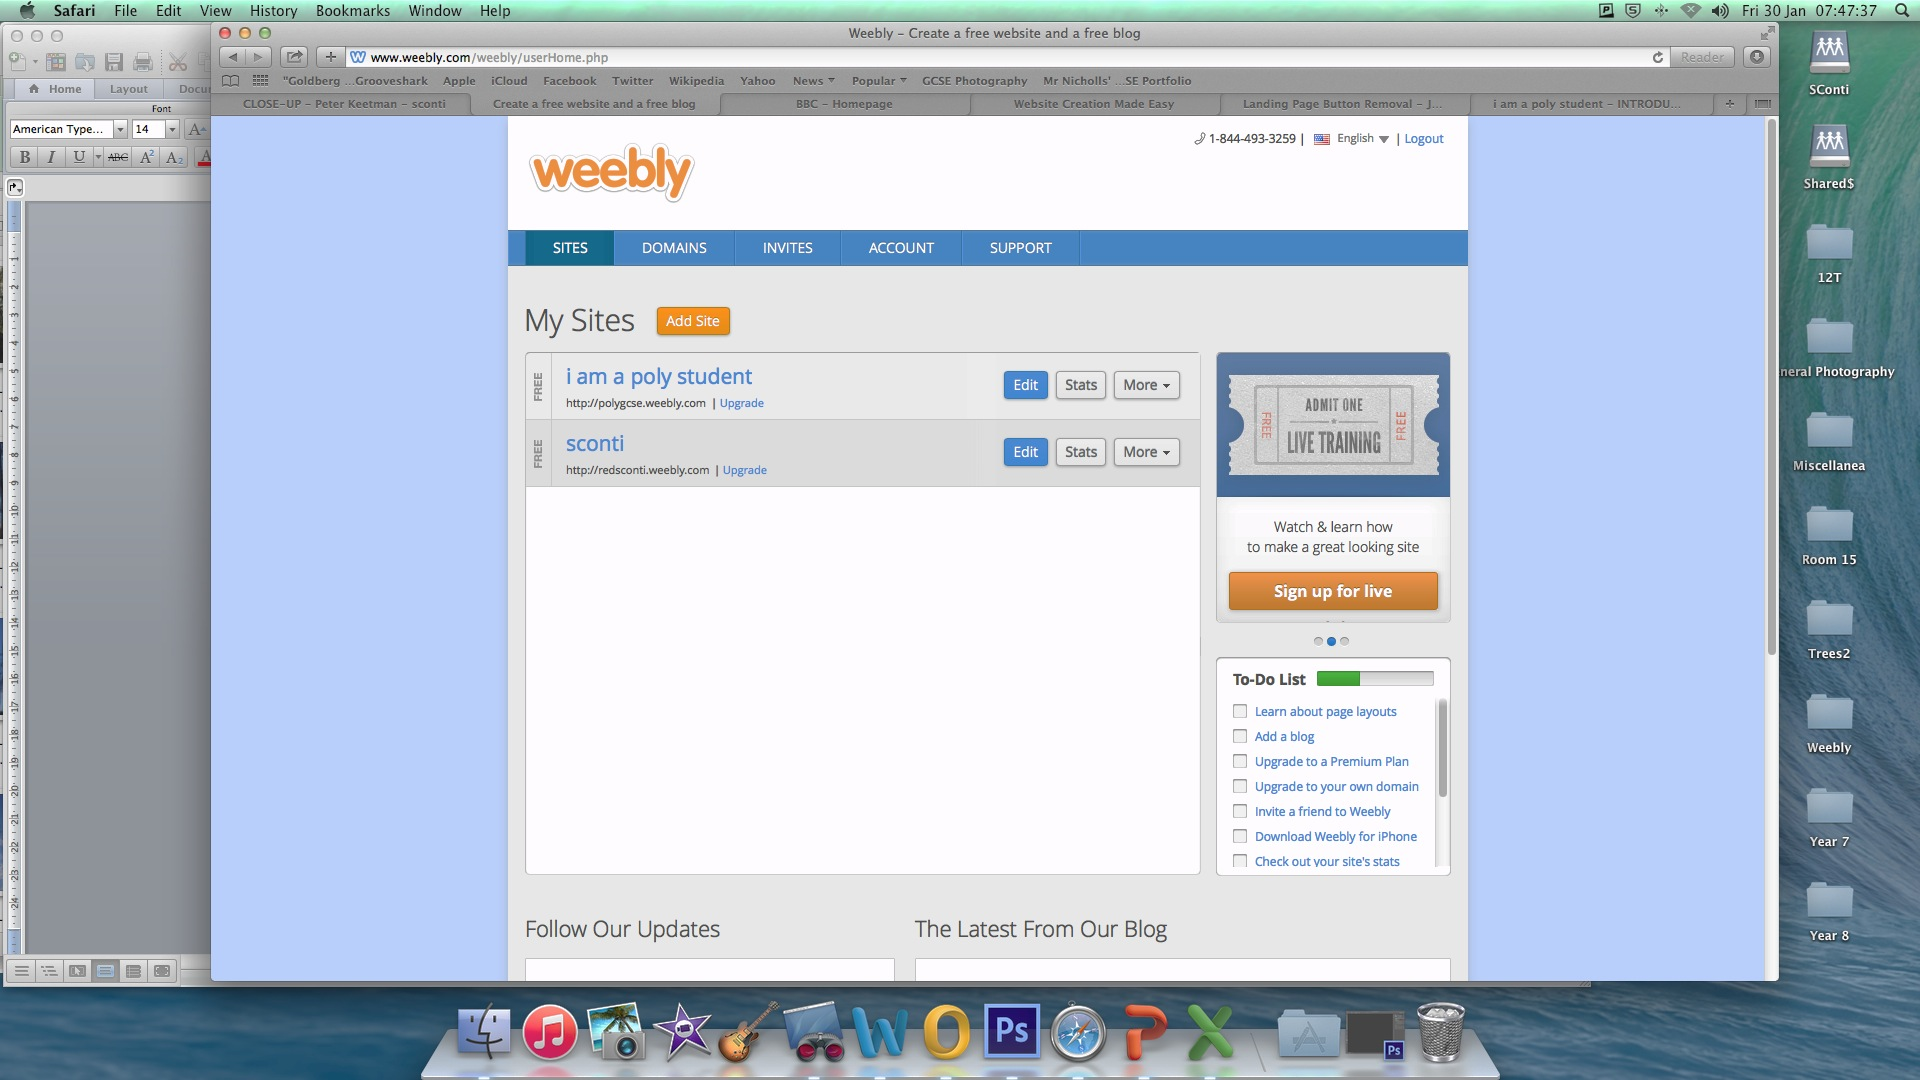 Safari File Edit View History Bookmarks Window Help
Fri 30 Jan 07:47:37
Weebly – Create a free website and a free blog
www.weebly.com/weebly/userHome.php
Reader
"Goldberg ...Grooveshark Apple iCloud Facebook Twitter Wikipedia Yahoo News Popular GCSE Photography Mr Nicholls' ...SE Portfolio
CLOSE-UP - Peter Keetman - sconti
Create a free website and a free blog
BBC - Homepage
Website Creation Made Easy
Landing Page Button Removal - J...
i am a poly student - INTRODU...
Home Layout Docu
Font
American Type... 14 A
B I U ABC A2 A2 A
1-844-493-3259 | English | Logout
weebly
SITES DOMAINS INVITES ACCOUNT SUPPORT
My Sites Add Site
FREE
i am a poly student
http://polygcse.weebly.com | Upgrade
Edit Stats More
FREE
sconti
http://redsconti.weebly.com | Upgrade
Edit Stats More
ADMIT ONE
FREE LIVE TRAINING FREE
Watch & learn how
to make a great looking site
Sign up for live
To-Do List
Learn about page layouts
Add a blog
Upgrade to a Premium Plan
Upgrade to your own domain
Invite a friend to Weebly
Download Weebly for iPhone
Check out your site's stats
Follow Our Updates
The Latest From Our Blog
SConti
Shared$
12T
neral Photography
Miscellanea
Room 15
Trees2
Weebly
Year 7
Year 8
Ps
Ps